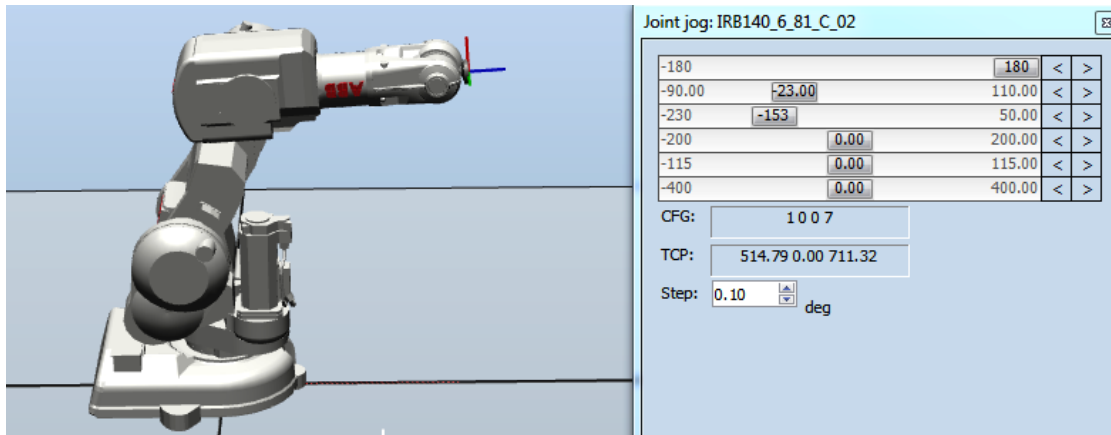 Joint jog: IRB140_6_81_C_02
-180 180 < >
-90.00 -23.00 110.00 < >
-230 -153 50.00 < >
-200 0.00 200.00 < >
-115 0.00 115.00 < >
-400 0.00 400.00 < >
CFG: 1 0 0 7
TCP: 514.79 0.00 711.32
Step: 0.10 deg
ABB